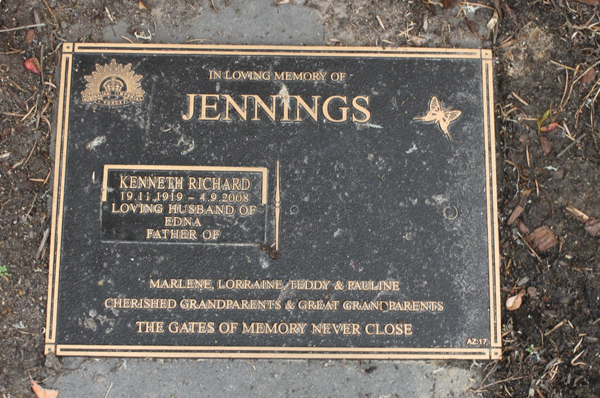 IN LOVING MEMORY OF
JENNINGS
KENNETH RICHARD
19.11.1919 ~ 4.9.2008
LOVING HUSBAND OF
EDNA
FATHER OF
MARLENE, LORRAINE, TEDDY & PAULINE
CHERISHED GRANDPARENTS & GREAT GRANDPARENTS
THE GATES OF MEMORY NEVER CLOSE
AZ:17